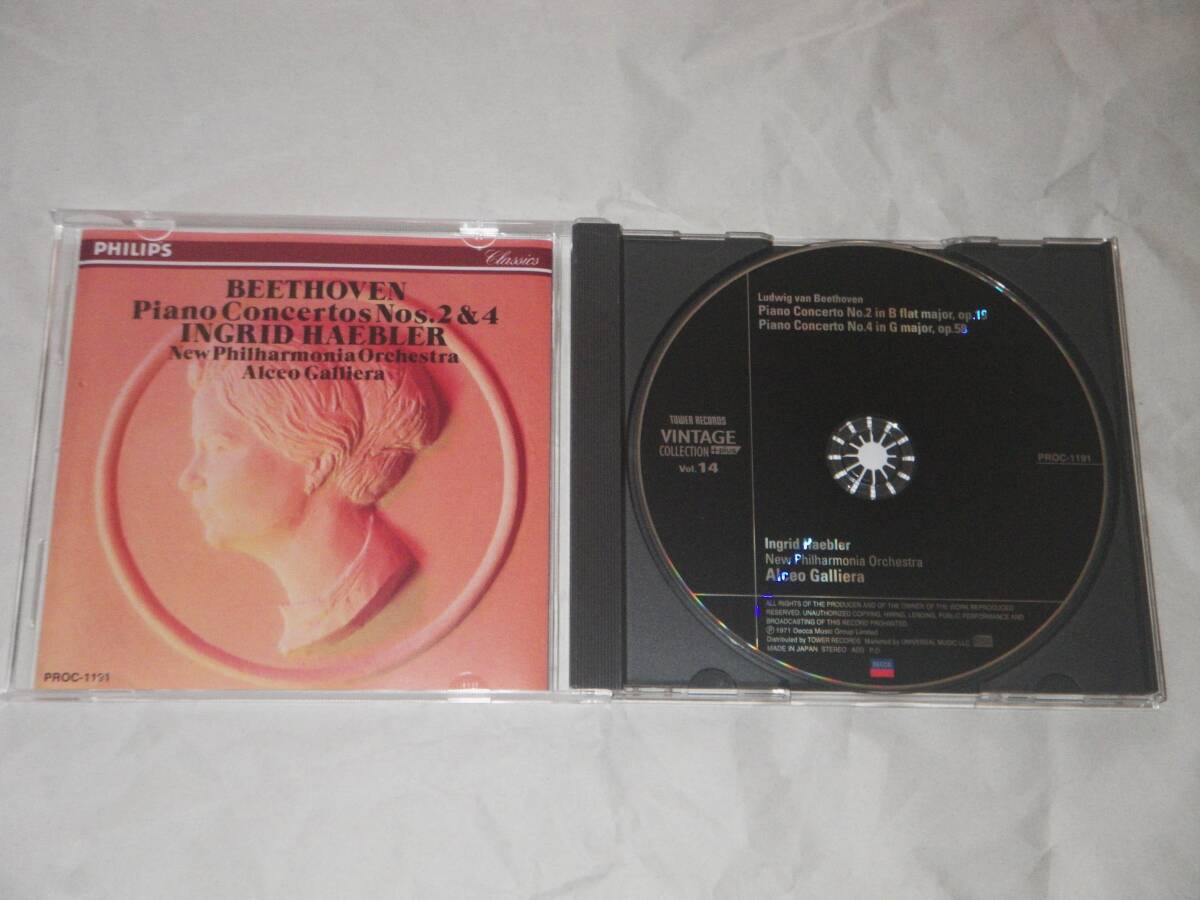 PHILIPS
Classics
BEETHOVEN
Piano Concertos Nos.2&4
INGRID HAEBLER
New Philharmonia Orchestra
Alceo Galliera
PROC-1191
Ludwig van Beethoven
Piano Concerto No.2 in B flat major, op.19
Piano Concerto No.4 in G major, op.58
TOWER RECORDS
VINTAGE
COLLECTION +plus
Vol. 14
PROC-1191
Ingrid Haebler
New Philharmonia Orchestra
Alceo Galliera
ALL RIGHTS OF THE PRODUCER AND OF THE OWNER OF THE WORK REPRODUCED
RESERVED. UNAUTHORIZED COPYING, HIRING, LENDING, PUBLIC PERFORMANCE AND
BROADCASTING OF THIS RECORD PROHIBITED.
Ⓟ1971 Decca Music Group Limited
Distributed by TOWER RECORDS Marketed by UNIVERSAL MUSIC LLC
MADE IN JAPAN STEREO ADD P.D.
DECCA